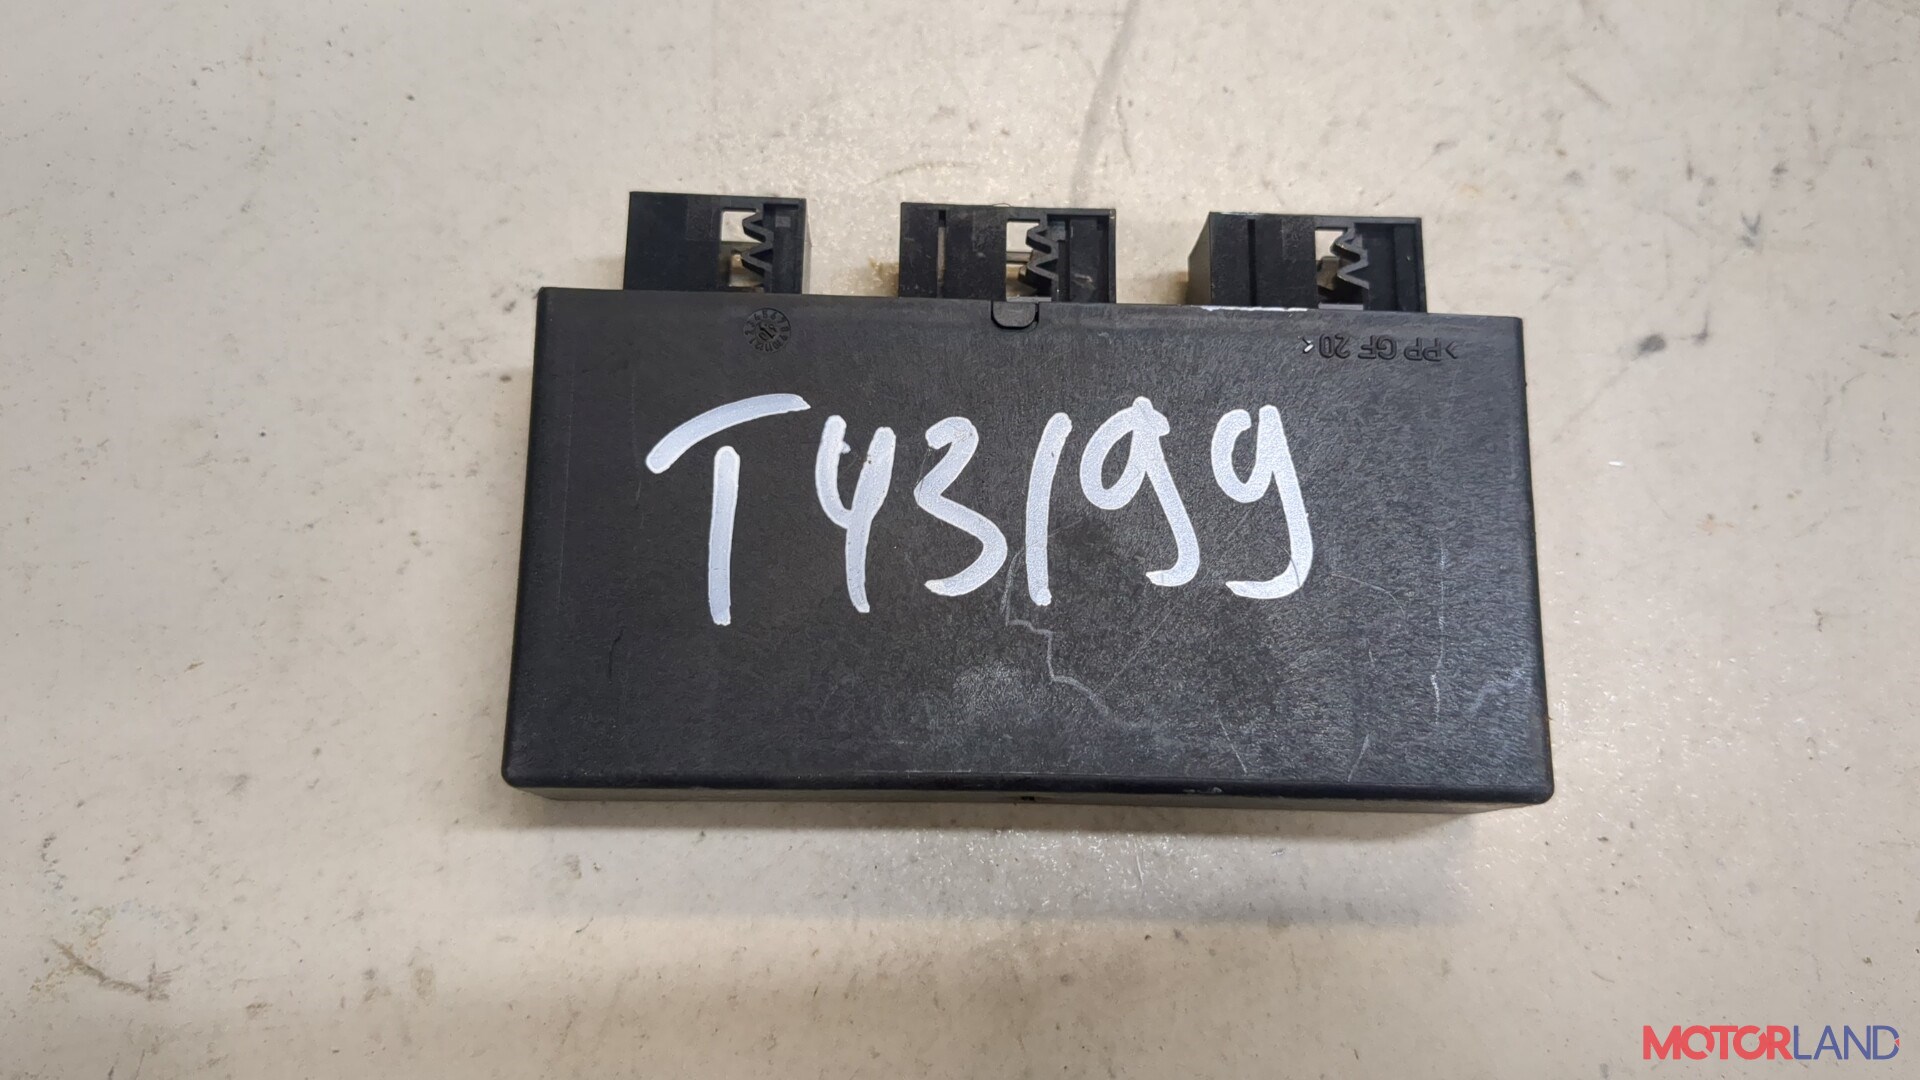 >PP GF 20<
T43199
MOTORLAND